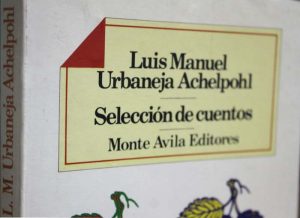 L. M. Urbaneja Achelpohl
Luis Manuel
Urbaneja Achelpohl
Selección de cuentos
Monte Avila Editores